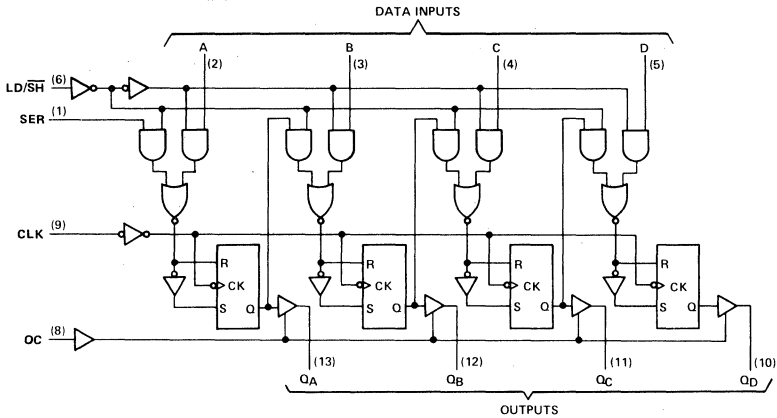 DATA INPUTS
A B C D
(2) (3) (4) (5)
LD/S̅H̅ (6)
SER (1)
CLK (9)
R R R R
CK CK CK CK
S Q S Q S Q S Q
OC (8)
(13) (12) (11) (10)
QA QB QC QD
OUTPUTS